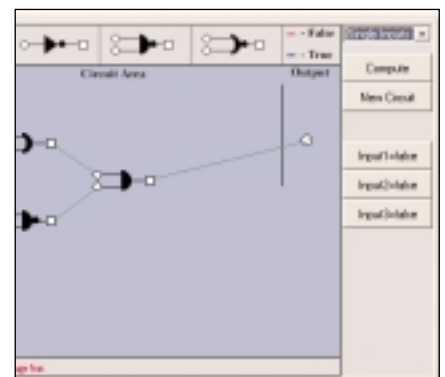 - - False
- - True
Circuit Area
Output
Compute
New Circuit
Input1=false
Input2=false
Input3=false